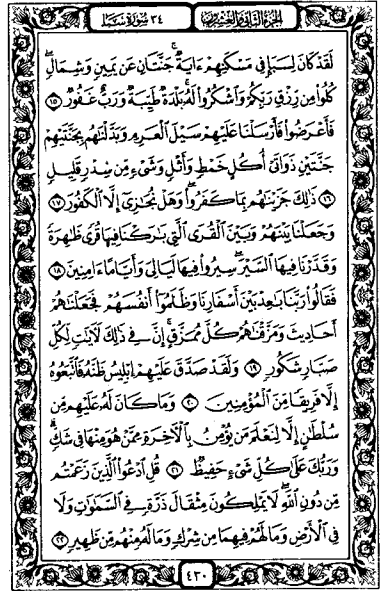 الجزء الثاني والعشرون ٣٤ سورة سبأ
لَقَدْ كَانَ لِسَبَإٍ فِي مَسْكَنِهِمْ ءَايَةٌ جَنَّتَانِ عَن يَمِينٍ وَشِمَالٍ
كُلُوا مِن رِّزْقِ رَبِّكُمْ وَاشْكُرُوا لَهُ بَلْدَةٌ طَيِّبَةٌ وَرَبٌّ غَفُورٌ ١٥
فَأَعْرَضُوا فَأَرْسَلْنَا عَلَيْهِمْ سَيْلَ الْعَرِمِ وَبَدَّلْنَاهُم بِجَنَّتَيْهِمْ
جَنَّتَيْنِ ذَوَاتَىْ أُكُلٍ خَمْطٍ وَأَثْلٍ وَشَىْءٍ مِّن سِدْرٍ قَلِيلٍ
١٦ ذَٰلِكَ جَزَيْنَاهُم بِمَا كَفَرُوا وَهَلْ نُجَازِي إِلَّا الْكَفُورَ ١٧
وَجَعَلْنَا بَيْنَهُمْ وَبَيْنَ الْقُرَى الَّتِي بَارَكْنَا فِيهَا قُرًى ظَاهِرَةً
وَقَدَّرْنَا فِيهَا السَّيْرَ سِيرُوا فِيهَا لَيَالِيَ وَأَيَّامًا ءَامِنِينَ ١٨
فَقَالُوا رَبَّنَا بَاعِدْ بَيْنَ أَسْفَارِنَا وَظَلَمُوا أَنفُسَهُمْ فَجَعَلْنَاهُمْ
أَحَادِيثَ وَمَزَّقْنَاهُمْ كُلَّ مُمَزَّقٍ إِنَّ فِي ذَٰلِكَ لَآيَاتٍ لِّكُلِّ
صَبَّارٍ شَكُورٍ ١٩ وَلَقَدْ صَدَّقَ عَلَيْهِمْ إِبْلِيسُ ظَنَّهُ فَاتَّبَعُوهُ
إِلَّا فَرِيقًا مِّنَ الْمُؤْمِنِينَ ٢٠ وَمَا كَانَ لَهُ عَلَيْهِم مِّن
سُلْطَانٍ إِلَّا لِنَعْلَمَ مَن يُؤْمِنُ بِالْآخِرَةِ مِمَّنْ هُوَ مِنْهَا فِي شَكٍّ
وَرَبُّكَ عَلَىٰ كُلِّ شَىْءٍ حَفِيظٌ ٢١ قُلِ ادْعُوا الَّذِينَ زَعَمْتُم
مِّن دُونِ اللَّهِ لَا يَمْلِكُونَ مِثْقَالَ ذَرَّةٍ فِي السَّمَاوَاتِ وَلَا
فِي الْأَرْضِ وَمَا لَهُمْ فِيهِمَا مِن شِرْكٍ وَمَا لَهُ مِنْهُم مِّن ظَهِيرٍ ٢٢
٤٣٠